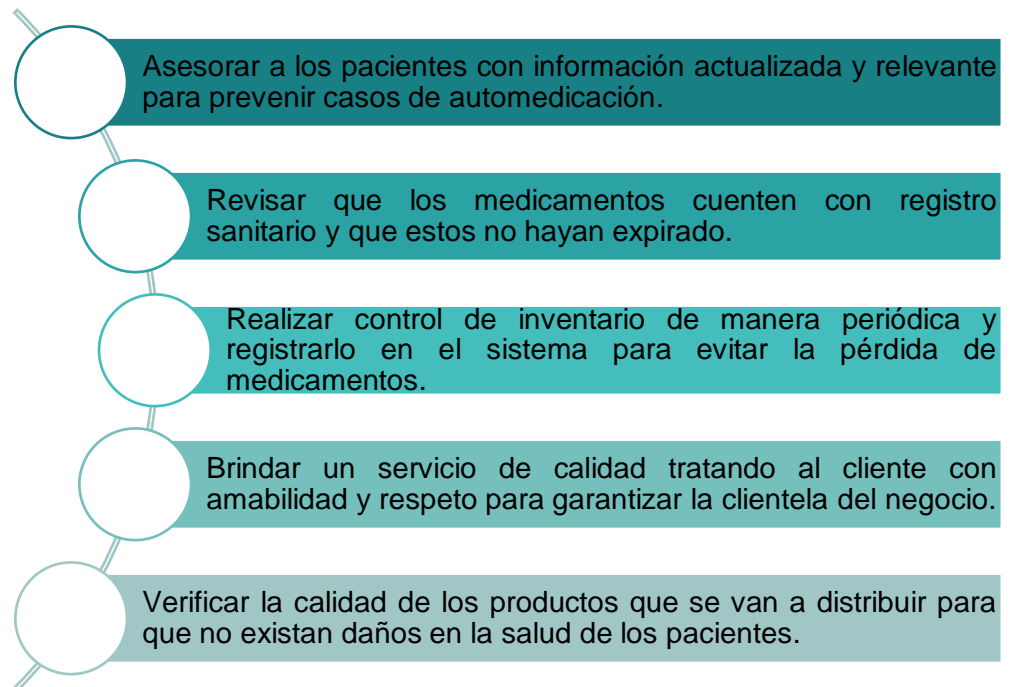 Asesorar a los pacientes con información actualizada y relevante
para prevenir casos de automedicación.
Revisar que los medicamentos cuenten con registro
sanitario y que estos no hayan expirado.
Realizar control de inventario de manera periódica y
registrarlo en el sistema para evitar la pérdida de
medicamentos.
Brindar un servicio de calidad tratando al cliente con
amabilidad y respeto para garantizar la clientela del negocio.
Verificar la calidad de los productos que se van a distribuir para
que no existan daños en la salud de los pacientes.